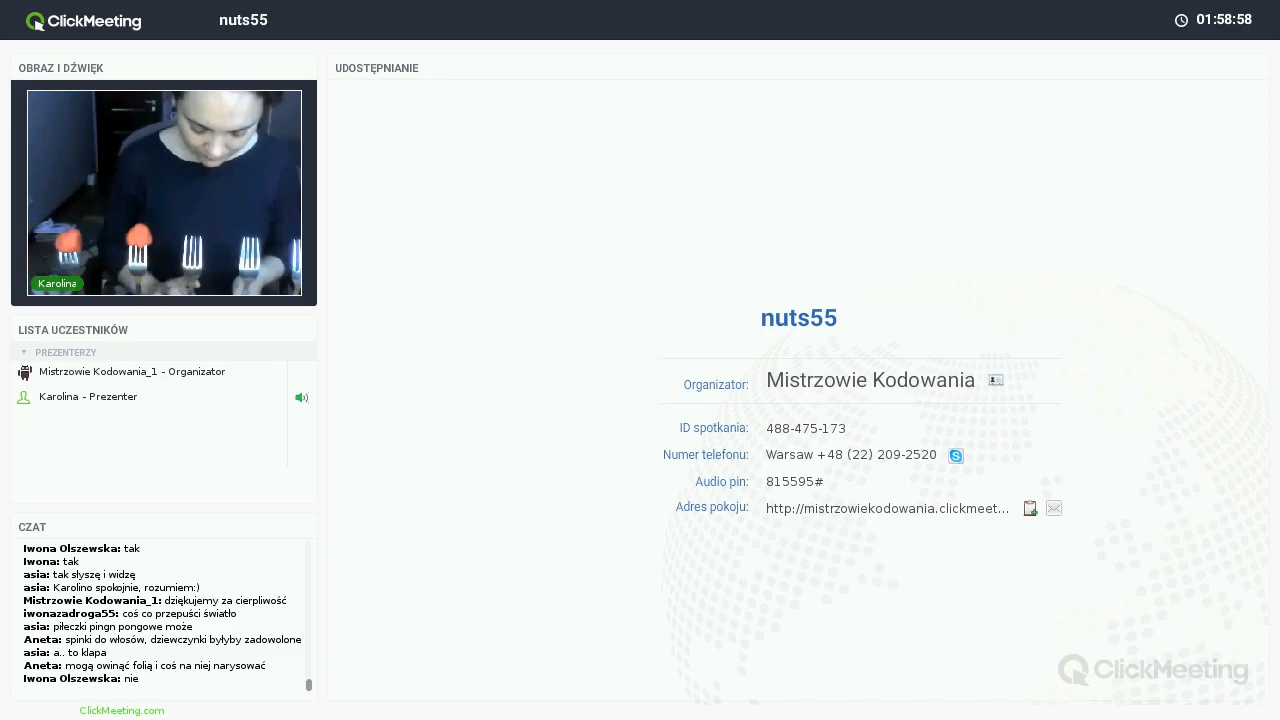 ClickMeeting
nuts55
01:58:58
OBRAZ I DŹWIĘK
UDOSTĘPNIANIE
Karolina
LISTA UCZESTNIKÓW
PREZENTERZY
Mistrzowie Kodowania_1 - Organizator
Karolina - Prezenter
nuts55
Organizator: Mistrzowie Kodowania
ID spotkania: 488-475-173
Numer telefonu: Warsaw +48 (22) 209-2520
Audio pin: 815595#
Adres pokoju: http://mistrzowiekodowania.clickmeet...
CZAT
Iwona Olszewska: tak
Iwona: tak
asia: tak słyszę i widzę
asia: Karolino spokojnie, rozumiem:)
Mistrzowie Kodowania_1: dziękujemy za cierpliwość
iwonazadroga55: coś co przepuści światło
asia: piłeczki pingn pongowe może
Aneta: spinki do włosów, dziewczynki byłyby zadowolone
asia: a.. to klapa
Aneta: mogą owinąć folią i coś na niej narysować
Iwona Olszewska: nie
ClickMeeting
ClickMeeting.com